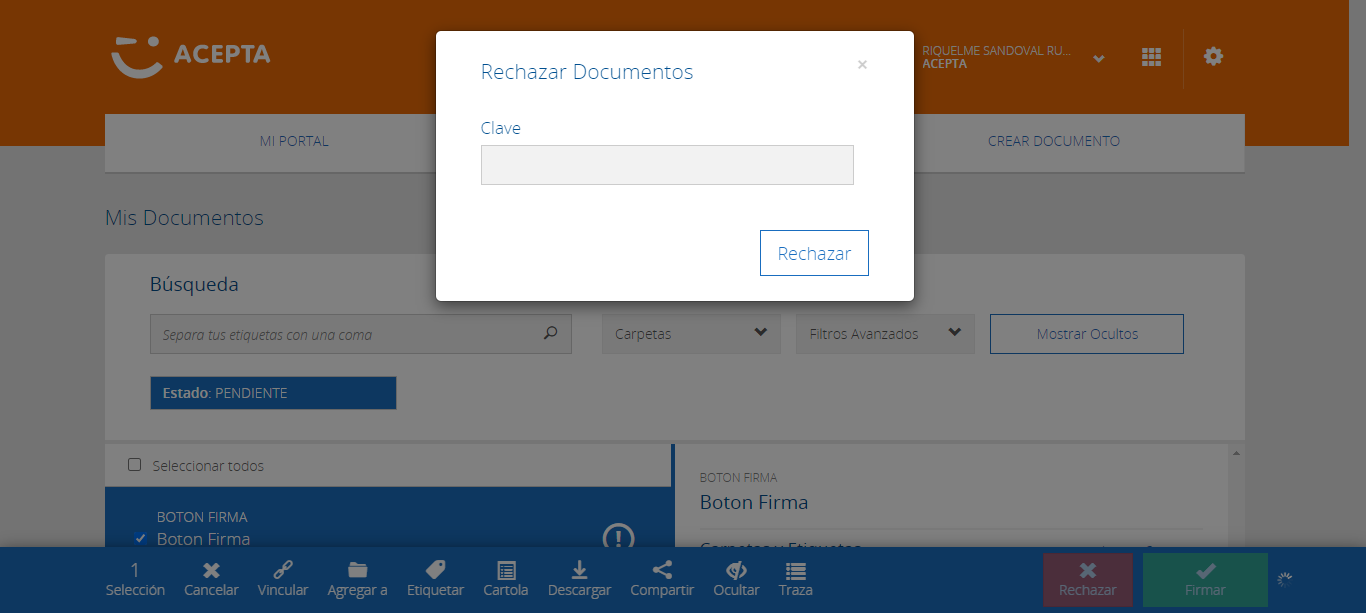 ACEPTA
RIQUELME SANDOVAL RU...
ACEPTA
Rechazar Documentos
×
Clave
Rechazar
MI PORTAL
CREAR DOCUMENTO
Mis Documentos
Búsqueda
Separa tus etiquetas con una coma
Carpetas
Filtros Avanzados
Mostrar Ocultos
Estado: PENDIENTE
Seleccionar todos
BOTON FIRMA
Boton Firma
BOTON FIRMA
Boton Firma
Carpetas y Etiquetas
1
Selección
Cancelar
Vincular
Agregar a
Etiquetar
Cartola
Descargar
Compartir
Ocultar
Traza
Rechazar
Firmar